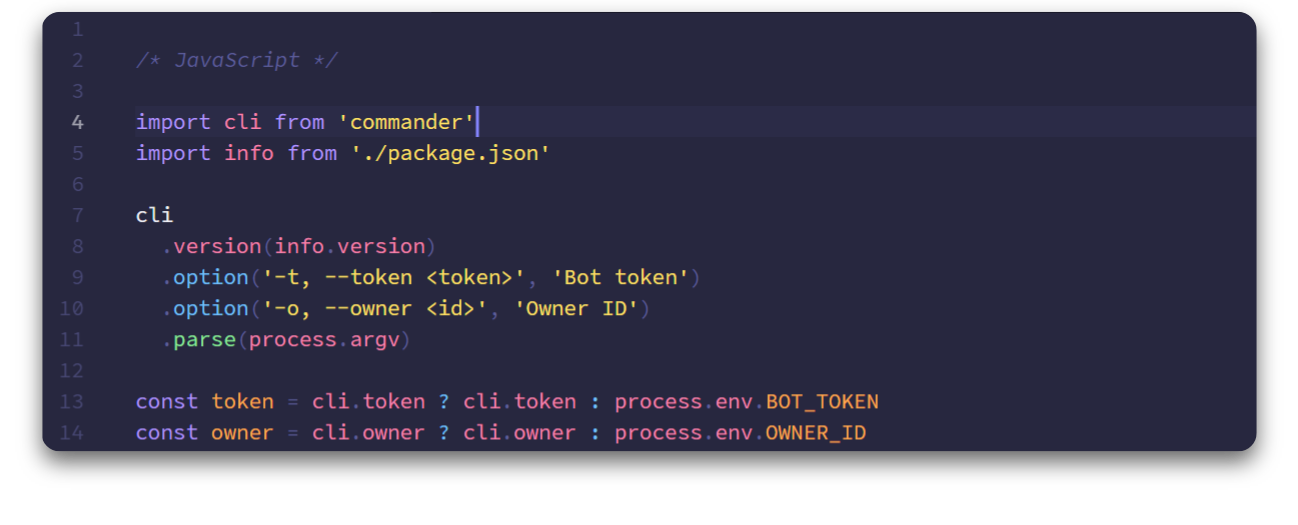 1
2 /* JavaScript */
3
4 import cli from 'commander'
5 import info from './package.json'
6
7 cli
8 .version(info.version)
9 .option('-t, --token <token>', 'Bot token')
10 .option('-o, --owner <id>', 'Owner ID')
11 .parse(process.argv)
12
13 const token = cli.token ? cli.token : process.env.BOT_TOKEN
14 const owner = cli.owner ? cli.owner : process.env.OWNER_ID